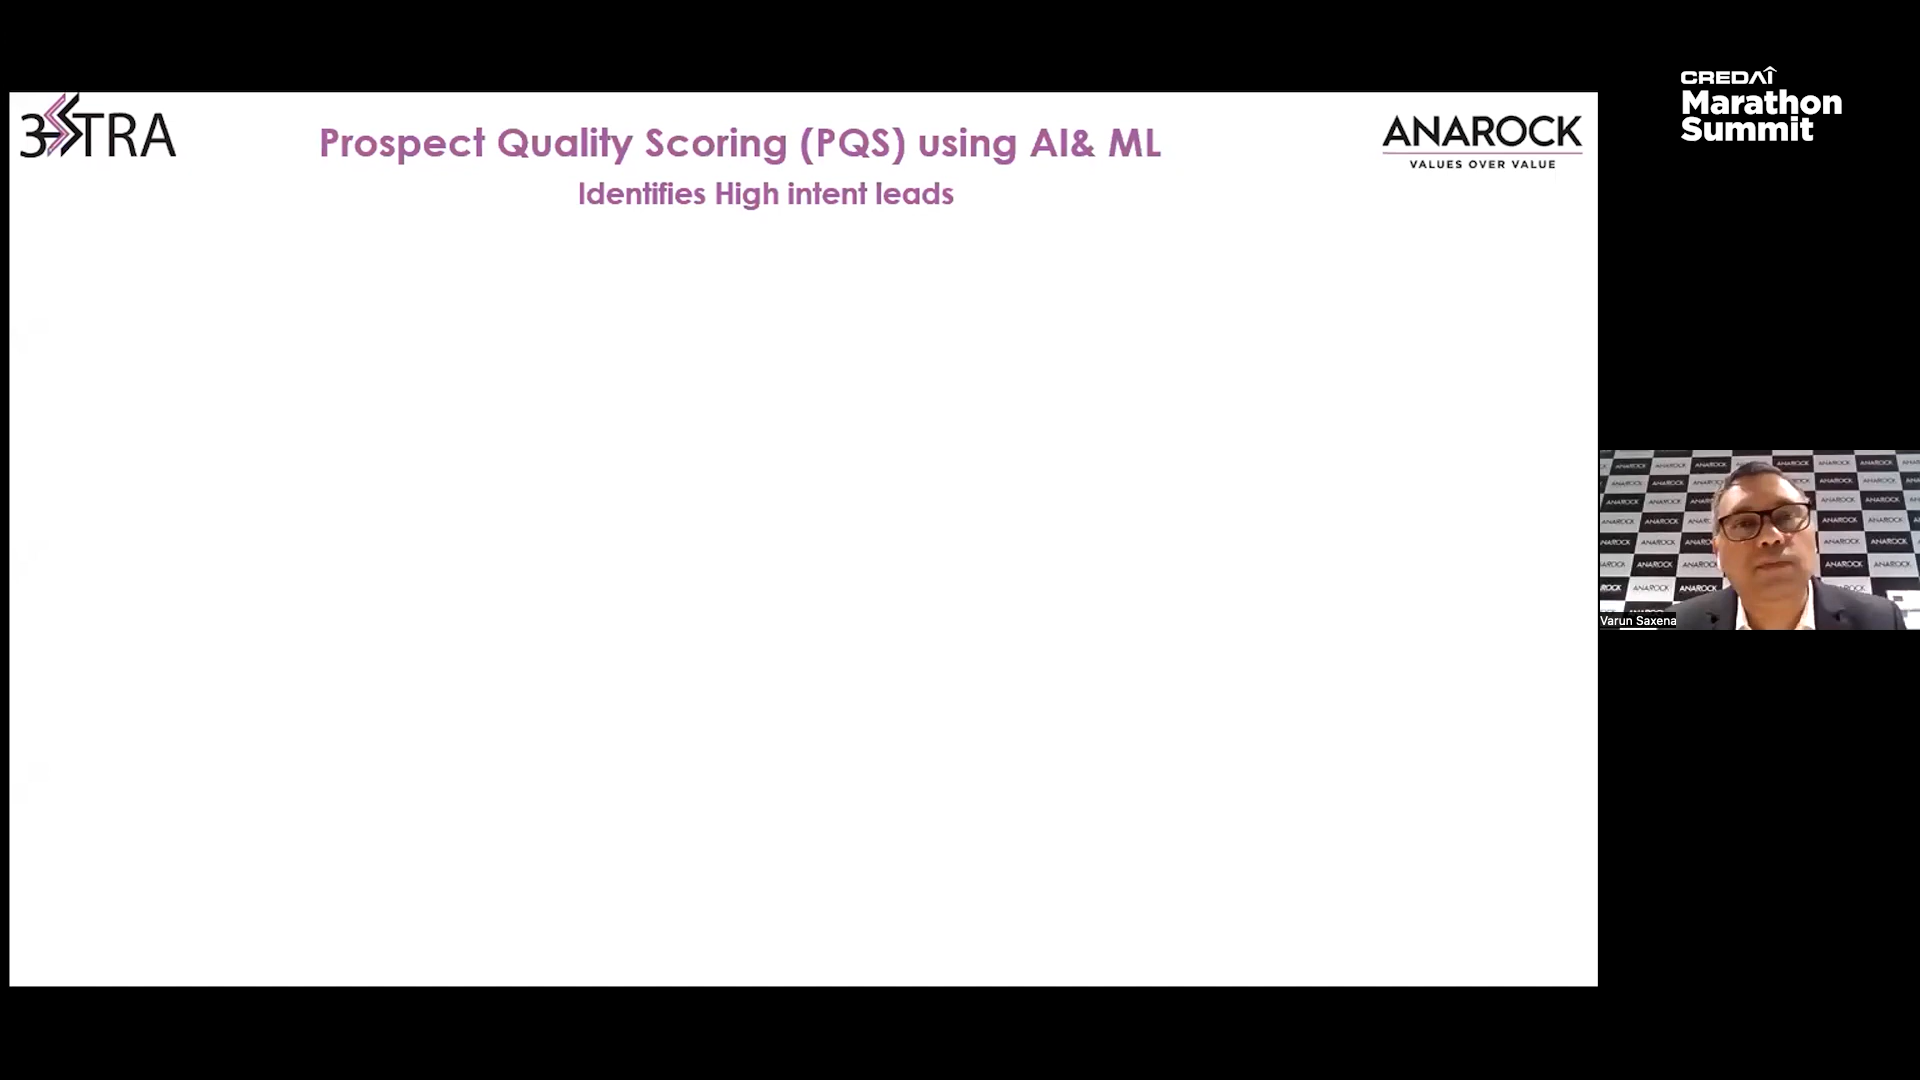 3STRA
Prospect Quality Scoring (PQS) using AI& ML
Identifies High intent leads
ANAROCK
VALUES OVER VALUE
CREDAI
Marathon
Summit
ANAROCK
Varun Saxena